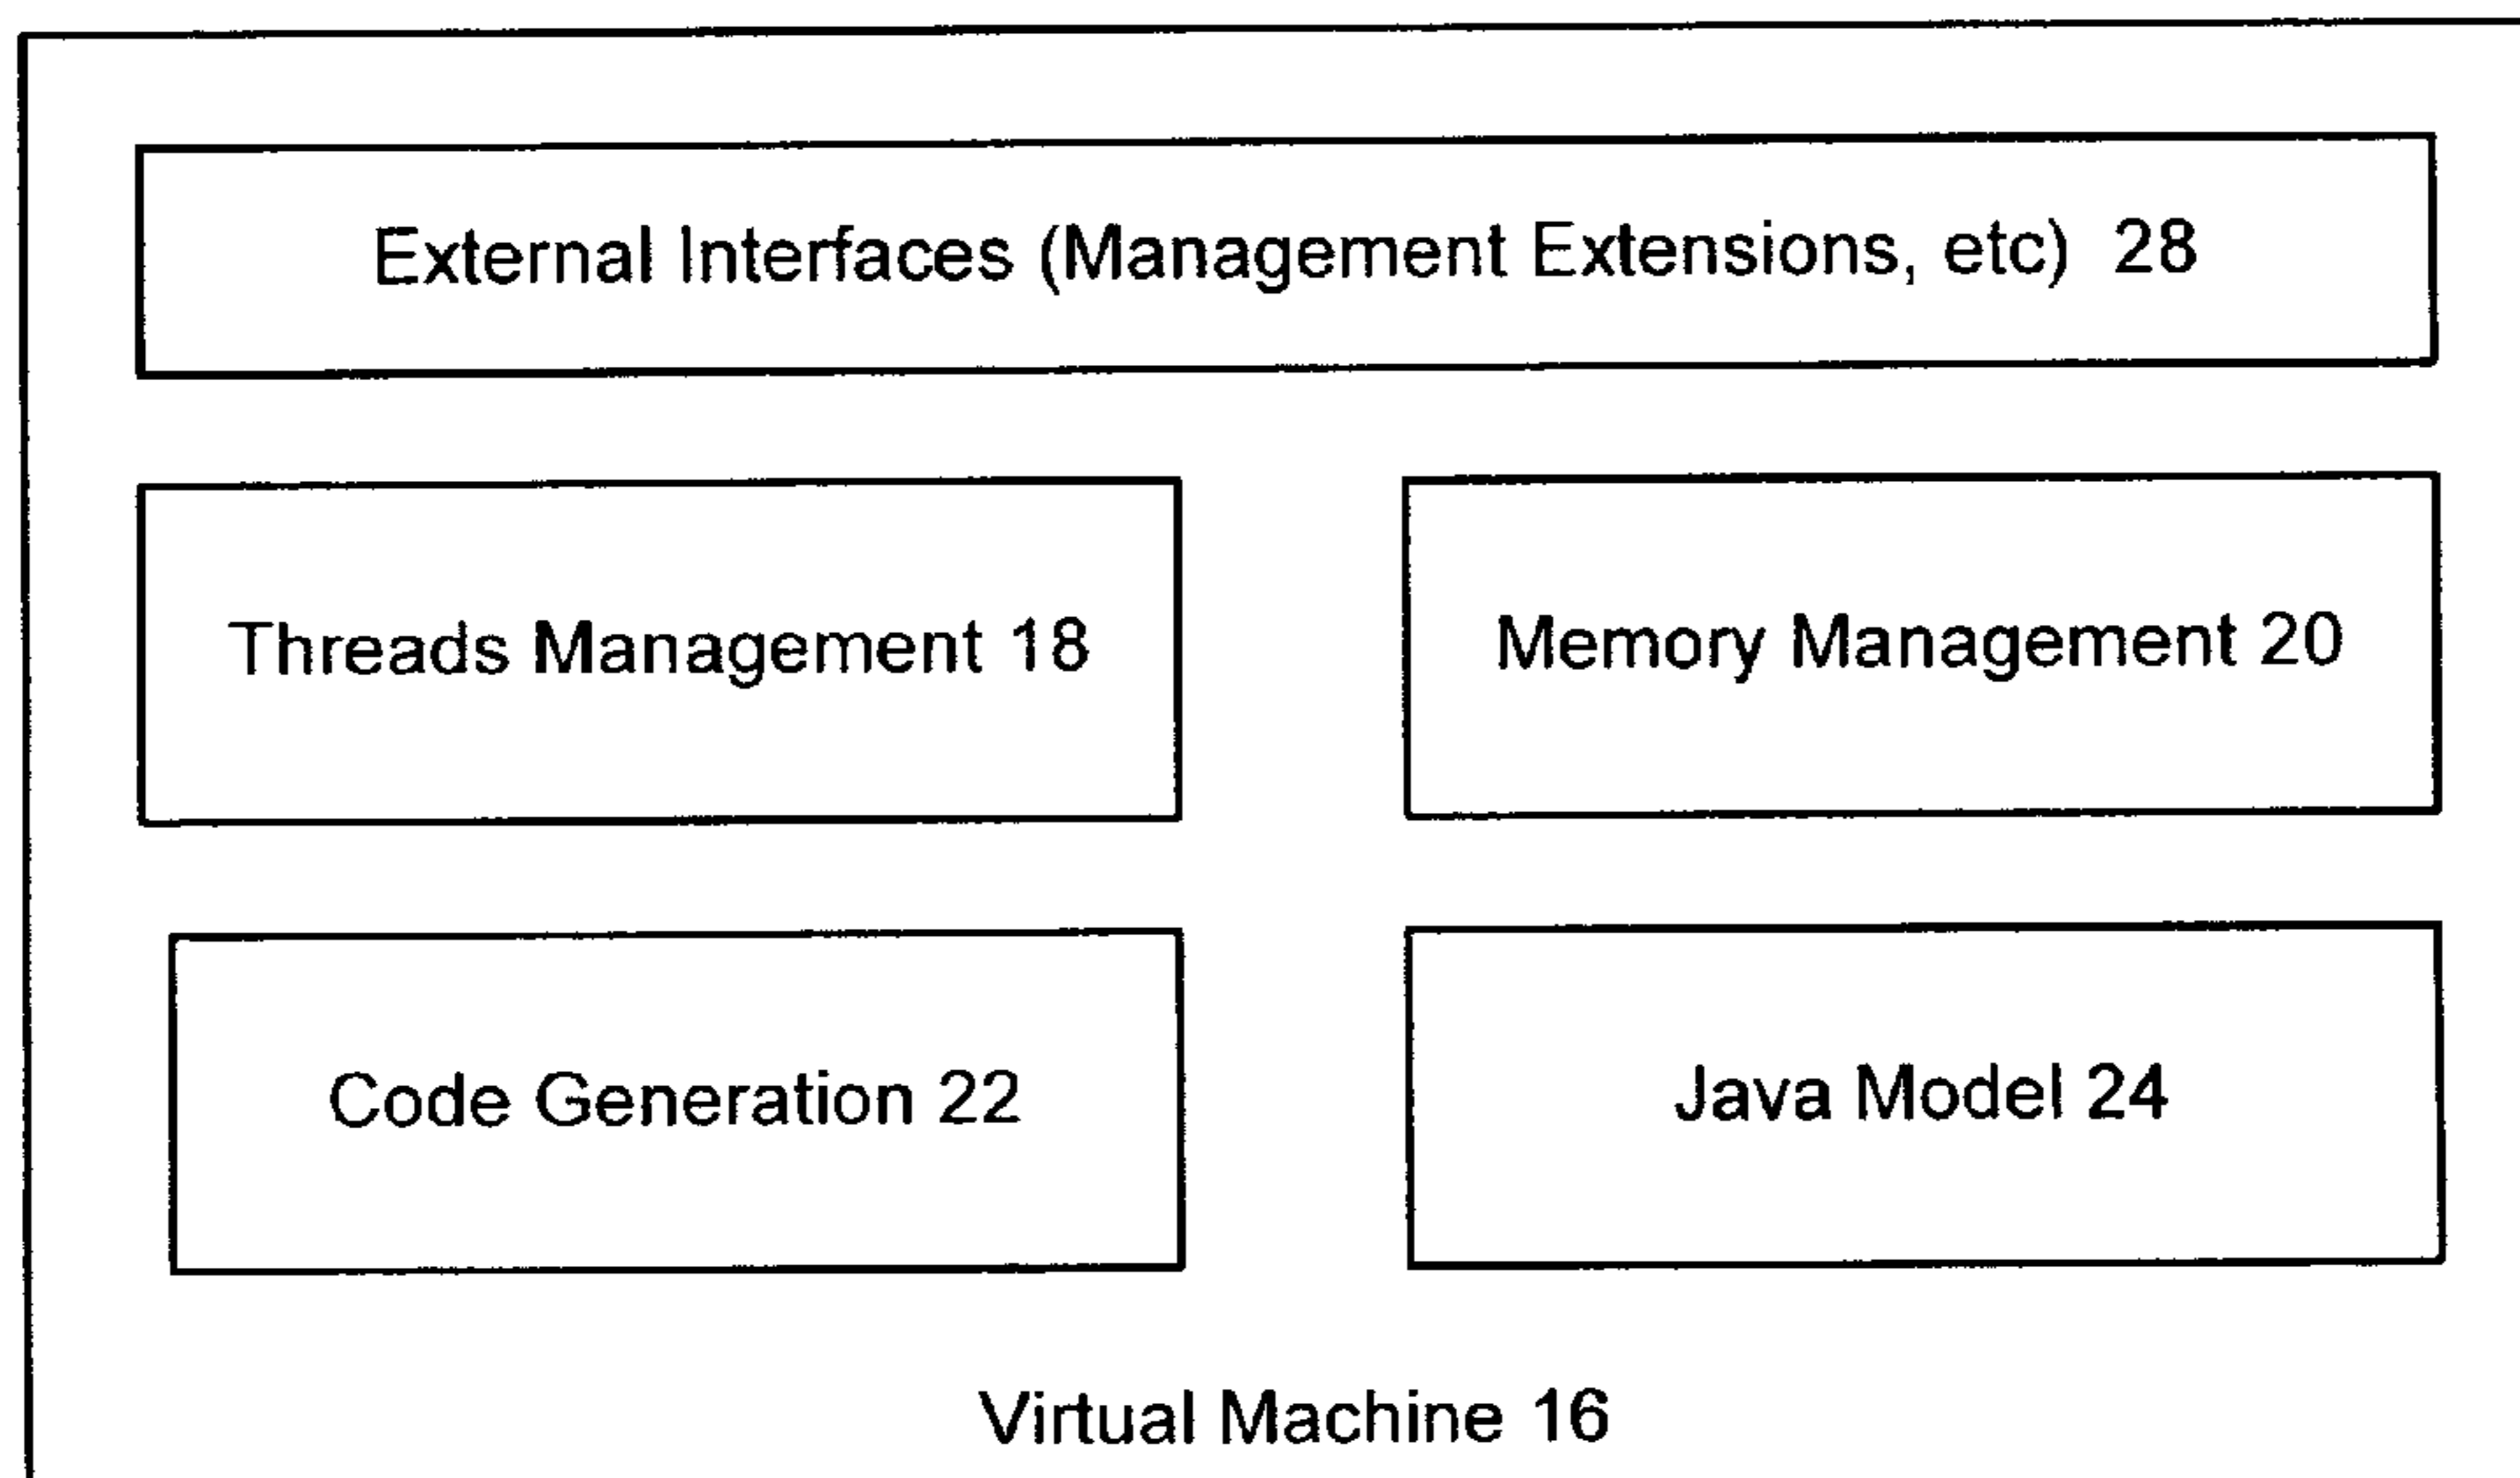 External Interfaces (Management Extensions, etc) 28
Threads Management 18
Memory Management 20
Code Generation 22
Java Model 24
Virtual Machine 16